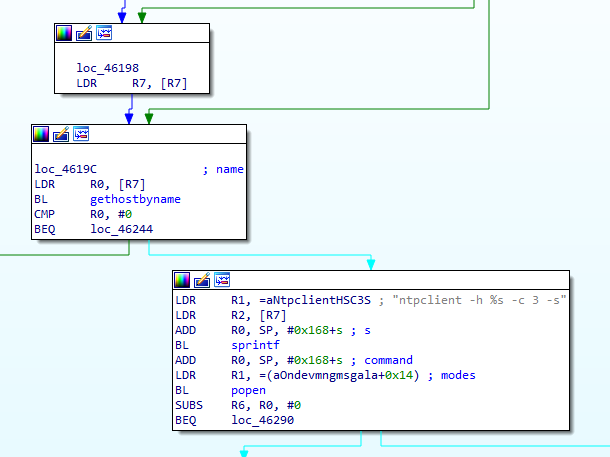 loc_46198
LDR R7, [R7]
loc_4619C ; name
LDR R0, [R7]
BL gethostbyname
CMP R0, #0
BEQ loc_46244
LDR R1, =aNtpclientHSC3S ; "ntpclient -h %s -c 3 -s"
LDR R2, [R7]
ADD R0, SP, #0x168+s ; s
BL sprintf
ADD R0, SP, #0x168+s ; command
LDR R1, =(aOndevmngmsgala+0x14) ; modes
BL popen
SUBS R6, R0, #0
BEQ loc_46290